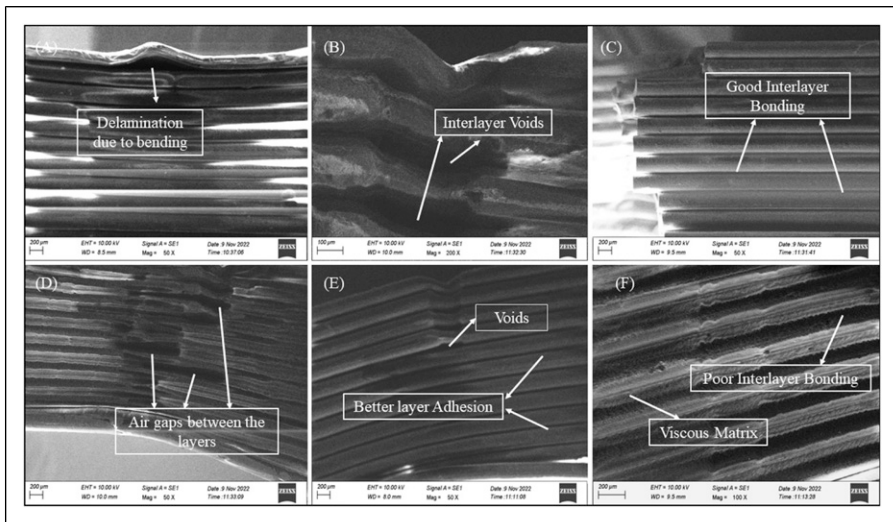 (A)
Delamination
due to bending
200 µm
EHT = 10.00 kV
WD = 8.5 mm
Signal A = SE1
Mag = 50 X
Date :9 Nov 2022
Time :10:37:06
ZEISS
(B)
Interlayer Voids
100 µm
EHT = 10.00 kV
WD = 10.0 mm
Signal A = SE1
Mag = 200 X
Date :9 Nov 2022
Time :11:32:30
ZEISS
(C)
Good Interlayer
Bonding
200 µm
EHT = 10.00 kV
WD = 9.5 mm
Signal A = SE1
Mag = 50 X
Date :9 Nov 2022
Time :11:31:41
ZEISS
(D)
Air gaps between the
layers
200 µm
EHT = 10.00 kV
WD = 10.0 mm
Signal A = SE1
Mag = 50 X
Date :9 Nov 2022
Time :11:33:09
ZEISS
(E)
Voids
Better layer Adhesion
200 µm
EHT = 10.00 kV
WD = 8.0 mm
Signal A = SE1
Mag = 50 X
Date :9 Nov 2022
Time :11:11:08
ZEISS
(F)
Poor Interlayer Bonding
Viscous Matrix
200 µm
EHT = 10.00 kV
WD = 9.5 mm
Signal A = SE1
Mag = 100 X
Date :9 Nov 2022
Time :11:13:28
ZEISS